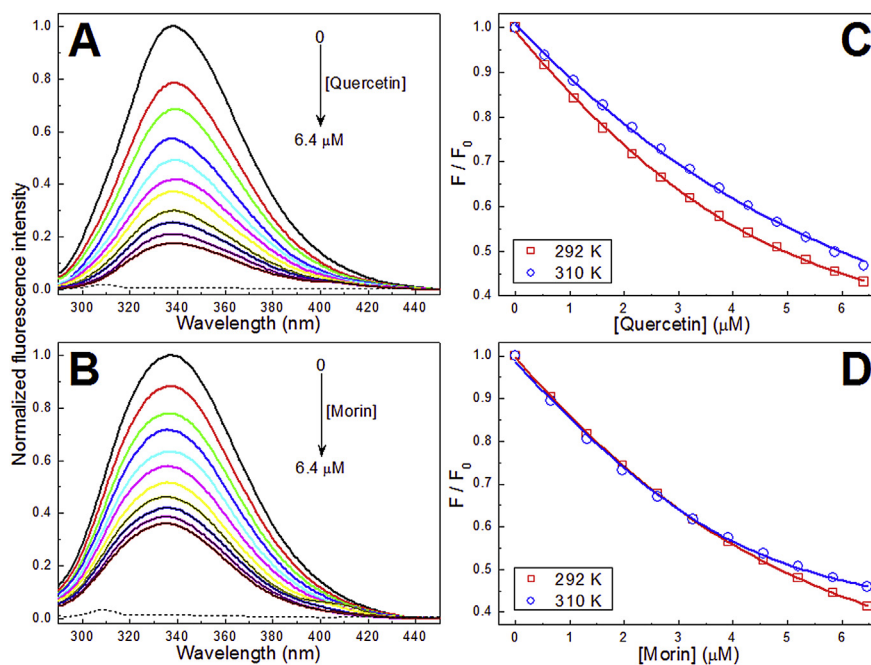 Normalized fluorescence intensity
A
0
[Quercetin]
6.4 μM
1.0
0.8
0.6
0.4
0.2
0.0
300 320 340 360 380 400 420 440
Wavelength (nm)
B
0
[Morin]
6.4 μM
1.0
0.8
0.6
0.4
0.2
0.0
300 320 340 360 380 400 420 440
Wavelength (nm)
C
F / F0
1.0
0.9
0.8
0.7
0.6
0.5
0.4
292 K
310 K
0 1 2 3 4 5 6
[Quercetin] (μM)
D
F / F0
1.0
0.9
0.8
0.7
0.6
0.5
0.4
292 K
310 K
0 1 2 3 4 5 6
[Morin] (μM)